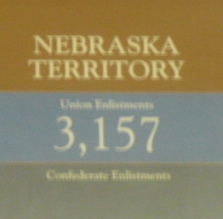 NEBRASKA
TERRITORY
Union Enlistments
3,157
Confederate Enlistments